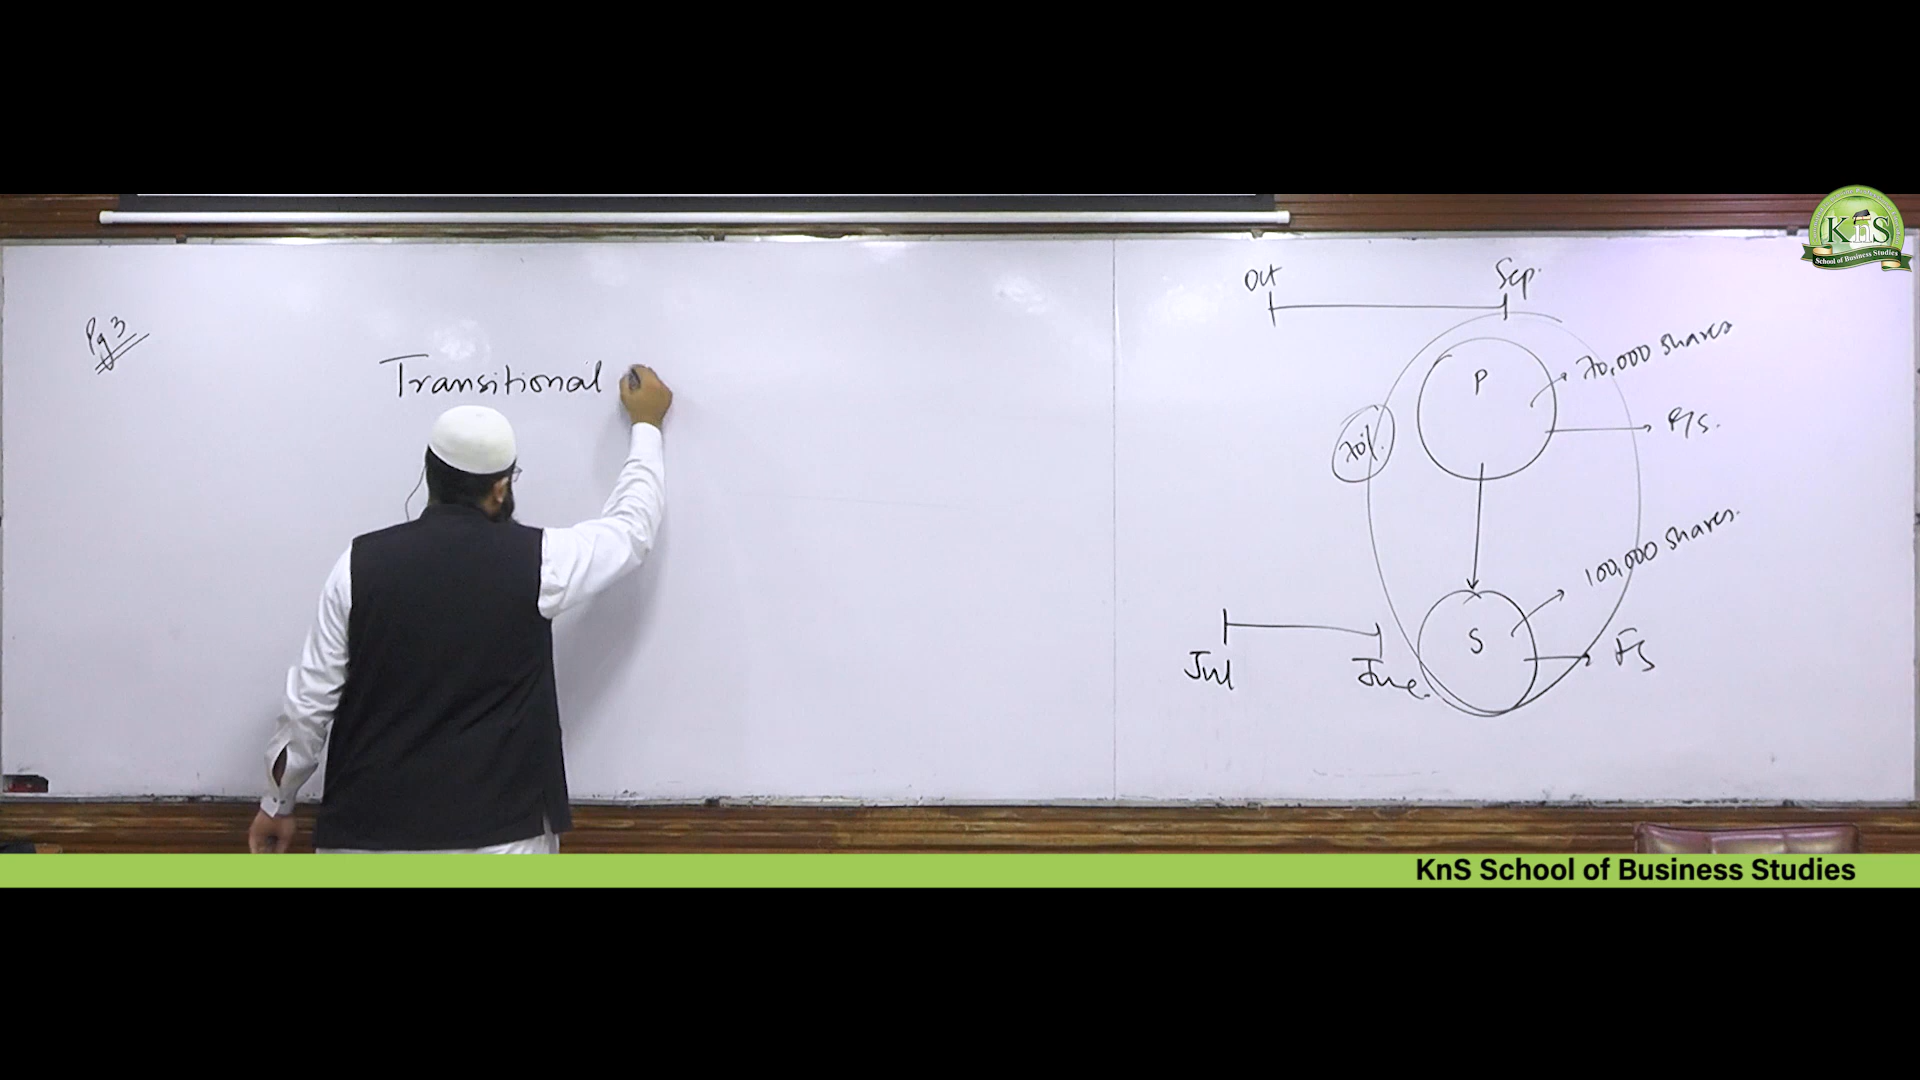 Pg 3
Transitional
Oct
Sep.
P
70,000 shares
70%
F/S.
100,000 shares.
S
FS
Jul
June.
KnS
School of Business Studies
KnS School of Business Studies